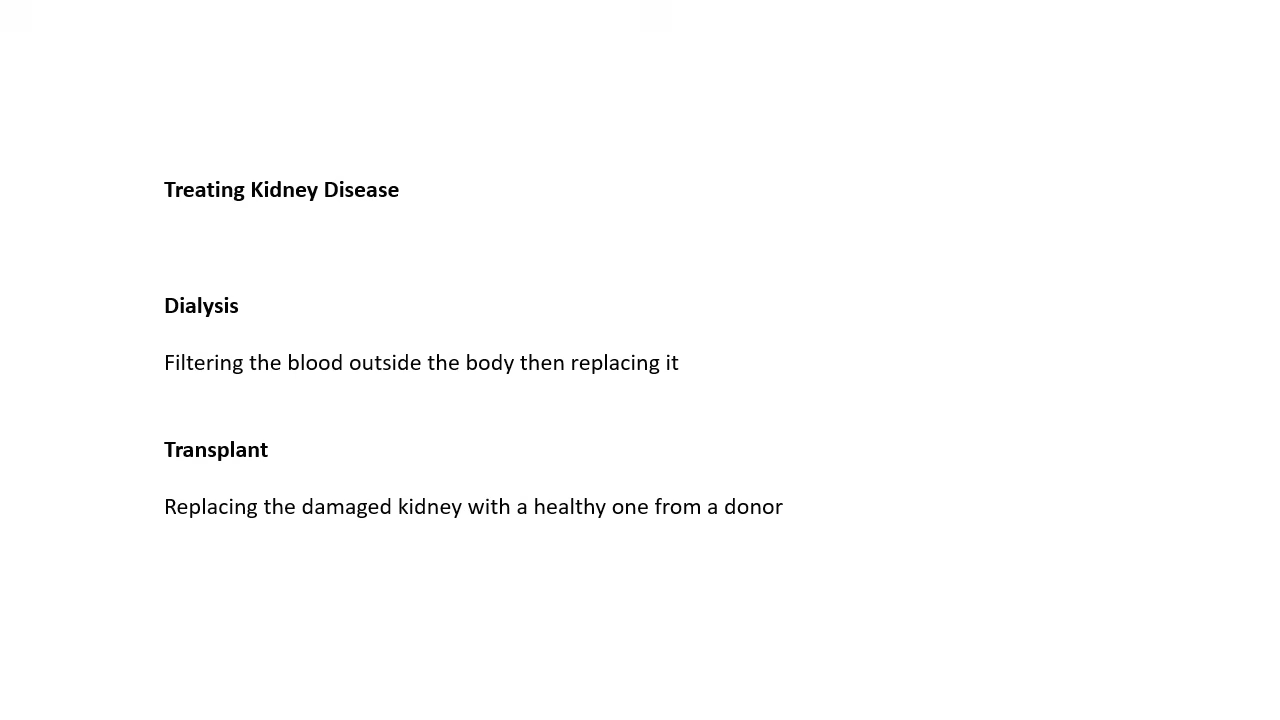 Treating Kidney Disease
Dialysis
Filtering the blood outside the body then replacing it
Transplant
Replacing the damaged kidney with a healthy one from a donor